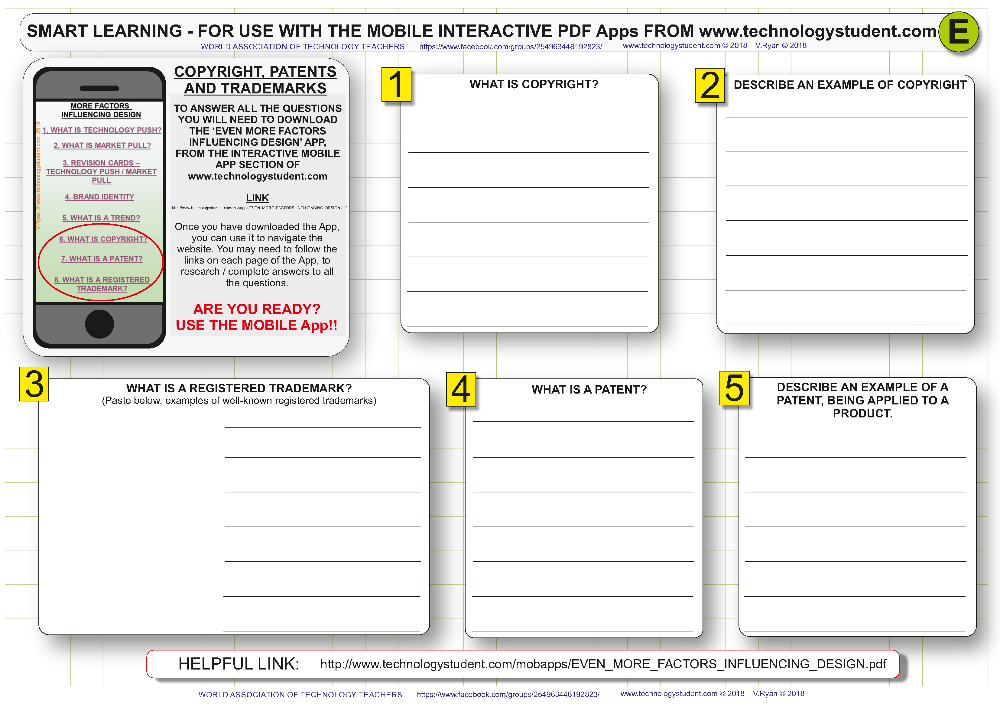 SMART LEARNING - FOR USE WITH THE MOBILE INTERACTIVE PDF Apps FROM www.technologystudent.com
E
WORLD ASSOCIATION OF TECHNOLOGY TEACHERS https://www.facebook.com/groups/254963448192823/ www.technologystudent.com © 2018 V.Ryan © 2018
MORE FACTORS
INFLUENCING DESIGN
1. WHAT IS TECHNOLOGY PUSH?
2. WHAT IS MARKET PULL?
3. REVISION CARDS –
TECHNOLOGY PUSH / MARKET
PULL
4. BRAND IDENTITY
5. WHAT IS A TREND?
6. WHAT IS COPYRIGHT?
7. WHAT IS A PATENT?
8. WHAT IS A REGISTERED
TRADEMARK?
V.Ryan © www.technologystudent.com 2019
COPYRIGHT, PATENTS
AND TRADEMARKS
TO ANSWER ALL THE QUESTIONS
YOU WILL NEED TO DOWNLOAD
THE ‘EVEN MORE FACTORS
INFLUENCING DESIGN’ APP,
FROM THE INTERACTIVE MOBILE
APP SECTION OF
www.technologystudent.com
LINK
http://www.technologystudent.com/mobapps/EVEN_MORE_FACTORS_INFLUENCING_DESIGN.pdf
Once you have downloaded the App,
you can use it to navigate the
website. You may need to follow the
links on each page of the App, to
research / complete answers to all
the questions.
ARE YOU READY?
USE THE MOBILE App!!
1
WHAT IS COPYRIGHT?
2
DESCRIBE AN EXAMPLE OF COPYRIGHT
3
WHAT IS A REGISTERED TRADEMARK?
(Paste below, examples of well-known registered trademarks)
4
WHAT IS A PATENT?
5
DESCRIBE AN EXAMPLE OF A
PATENT, BEING APPLIED TO A
PRODUCT.
HELPFUL LINK: http://www.technologystudent.com/mobapps/EVEN_MORE_FACTORS_INFLUENCING_DESIGN.pdf
WORLD ASSOCIATION OF TECHNOLOGY TEACHERS https://www.facebook.com/groups/254963448192823/ www.technologystudent.com © 2018 V.Ryan © 2018